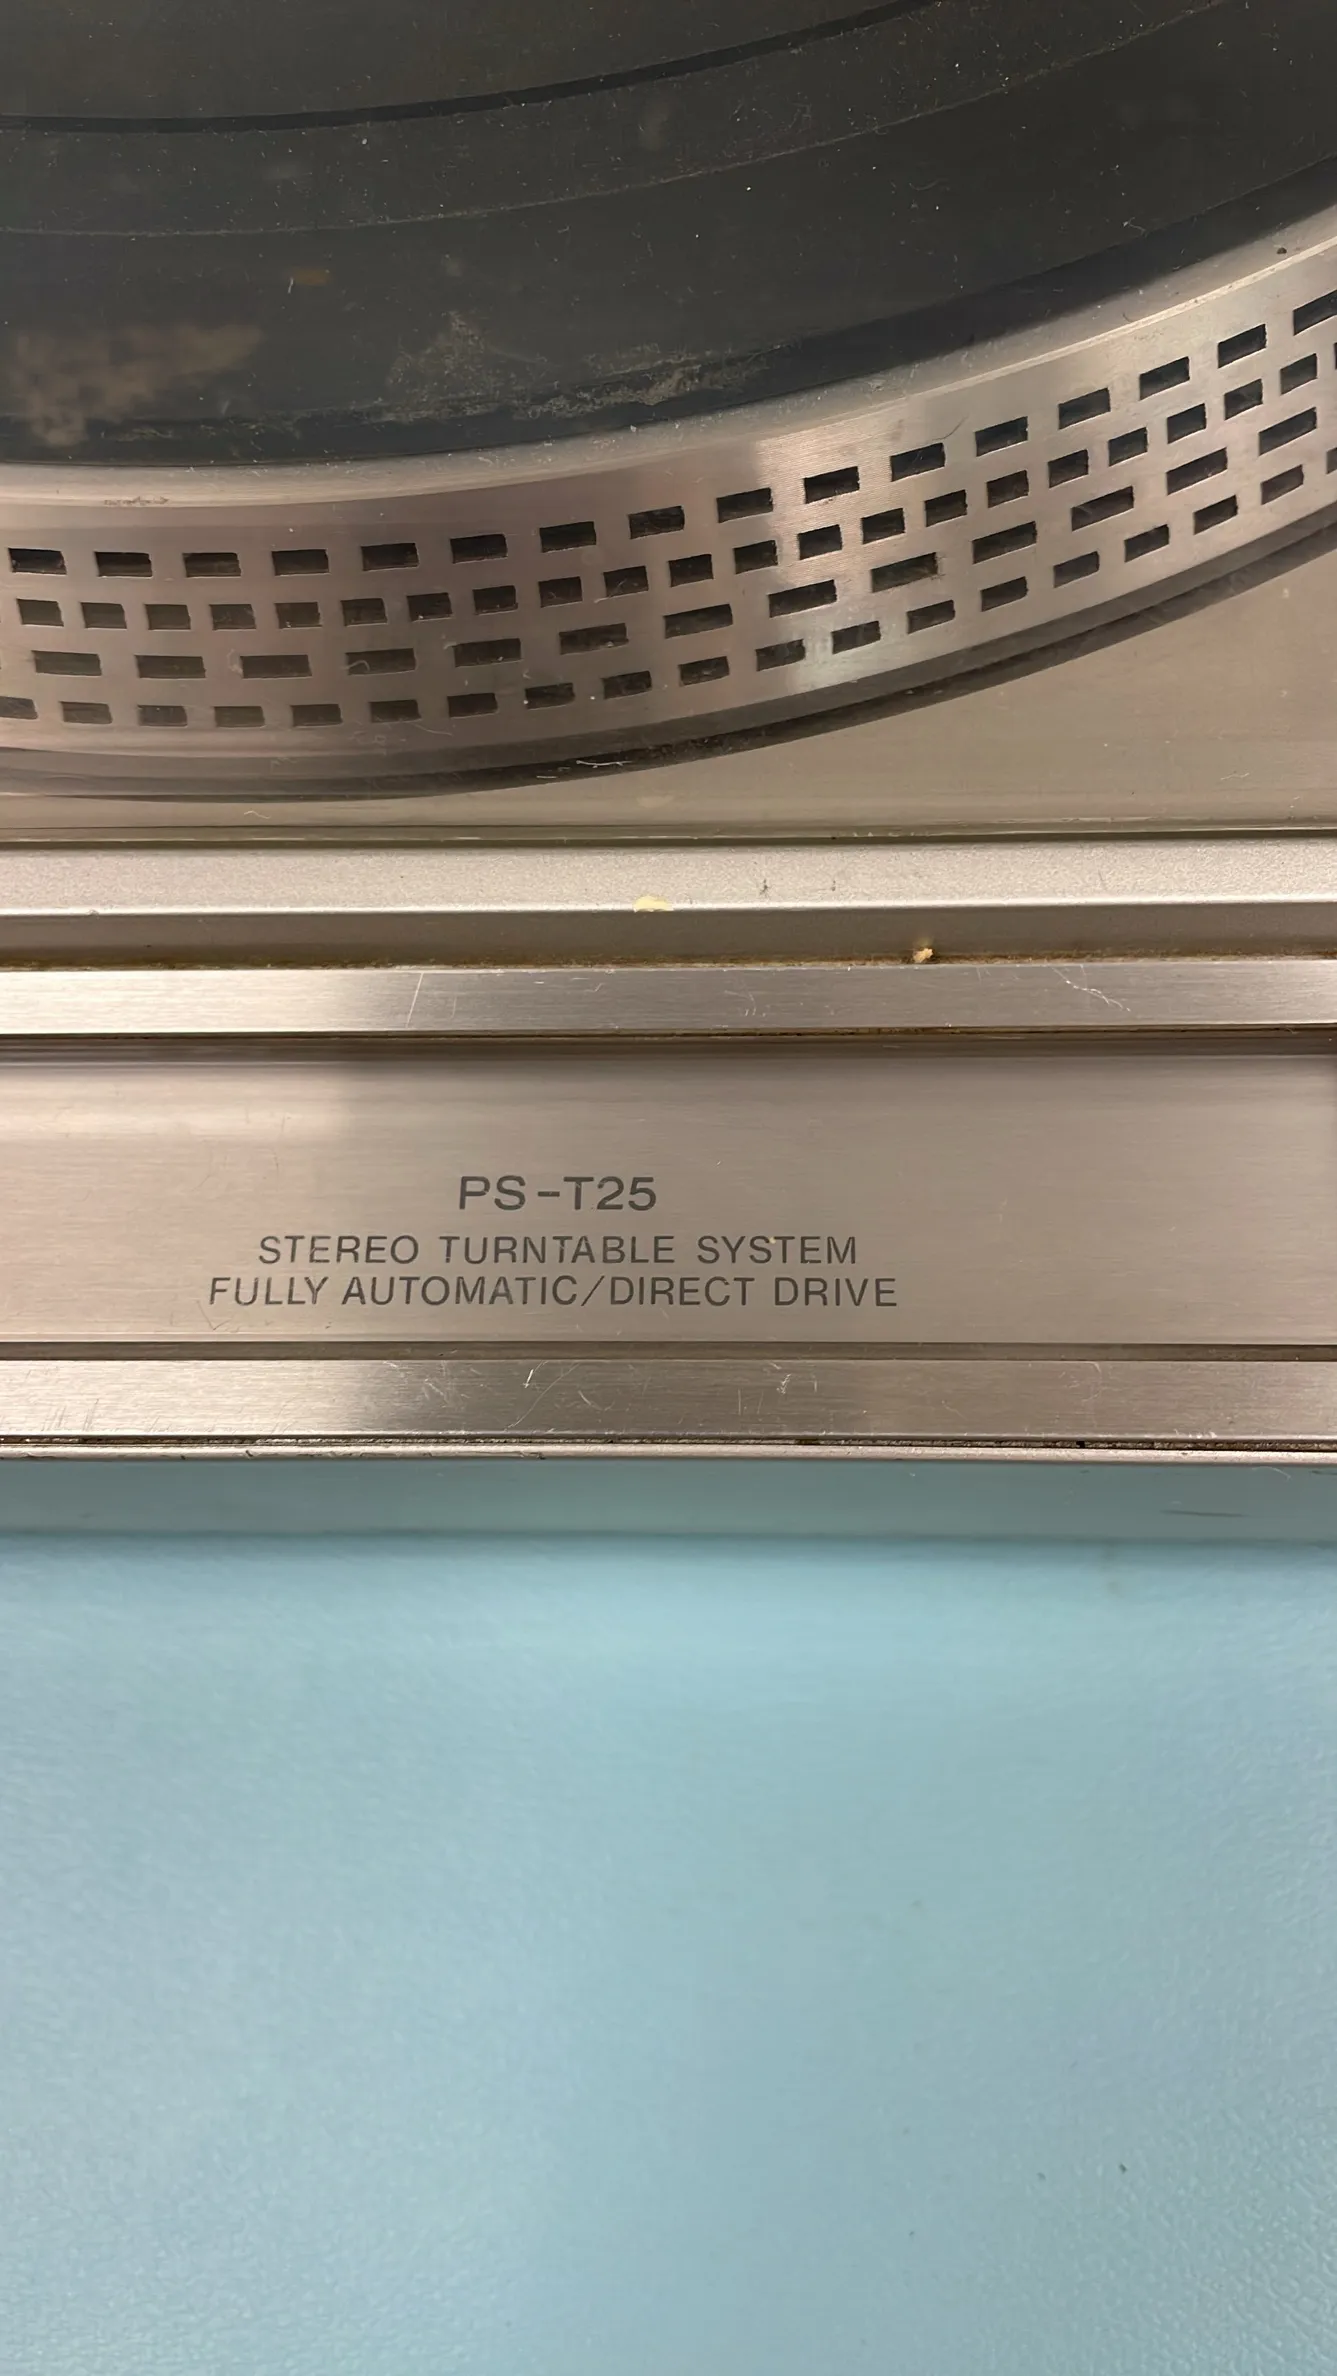 PS-T25
STEREO TURNTABLE SYSTEM
FULLY AUTOMATIC/DIRECT DRIVE